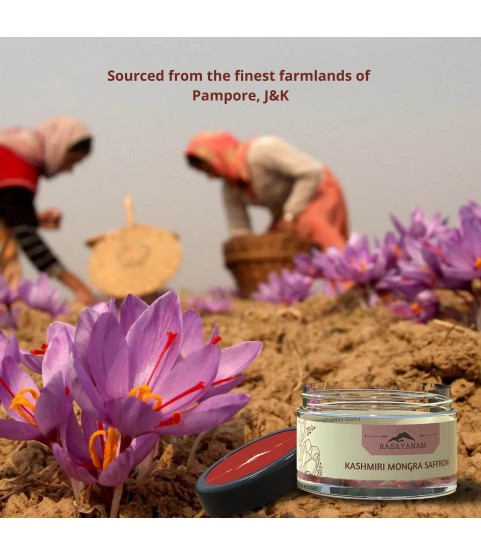 Sourced from the finest farmlands of
Pampore, J&K
RASAYANAM
KASHMIRI MONGRA SAFFRON